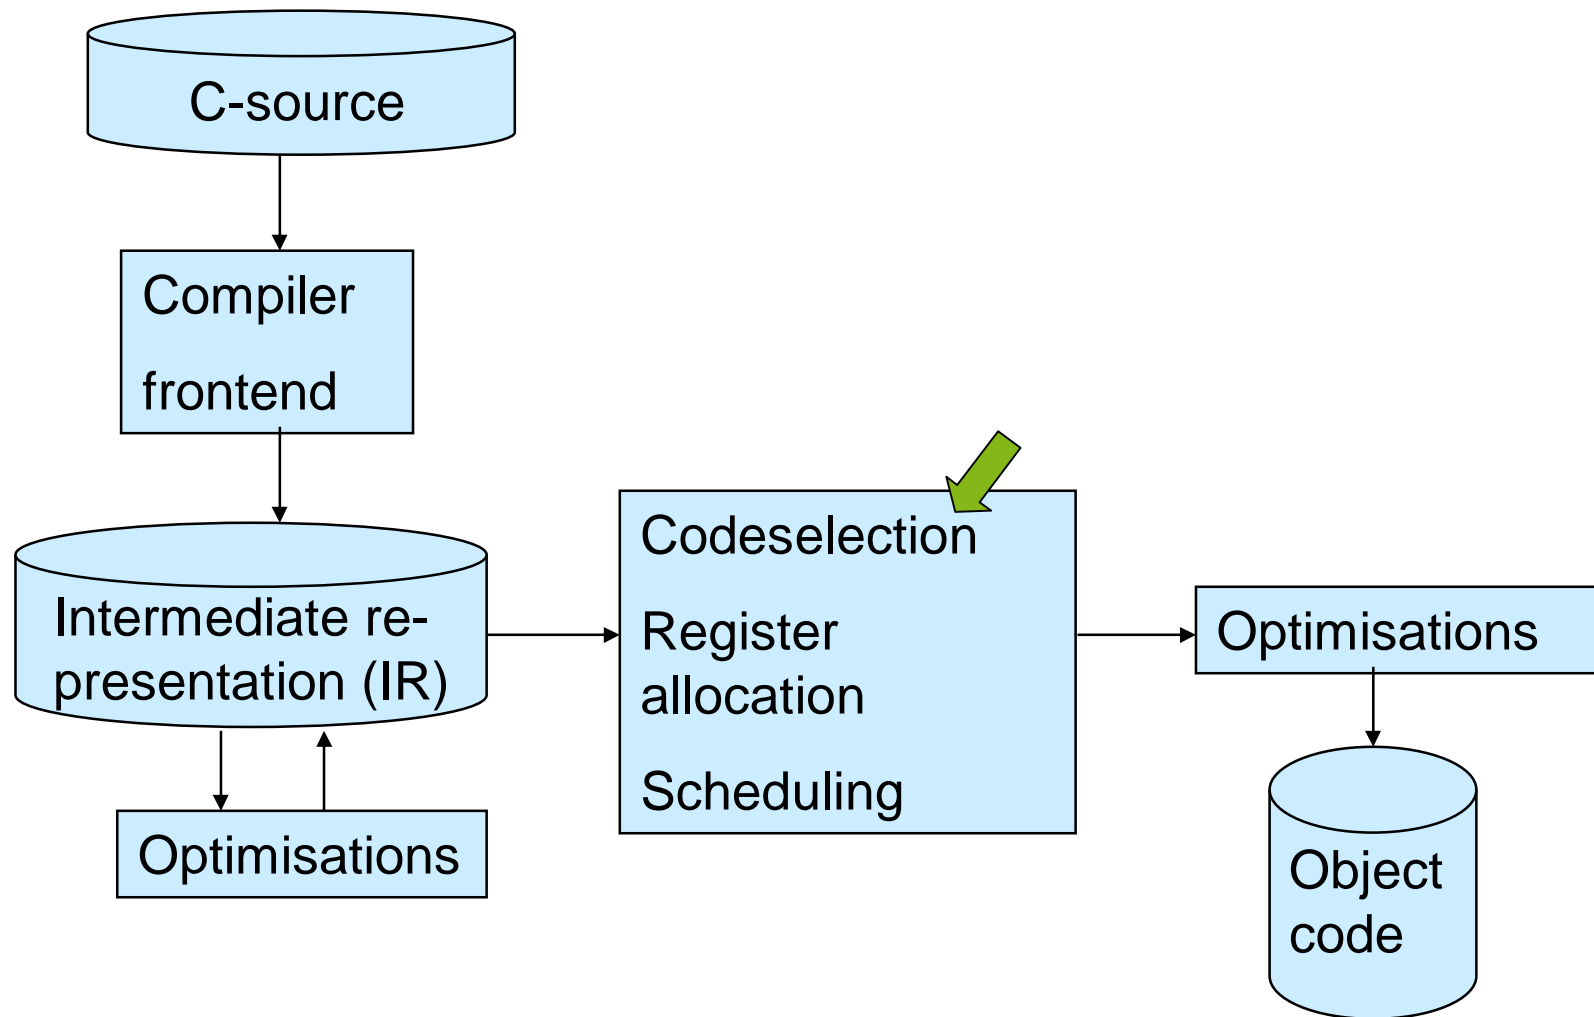 C-source
Compiler
frontend
Intermediate re-
presentation (IR)
Optimisations
Codeselection
Register
allocation
Scheduling
Optimisations
Object
code